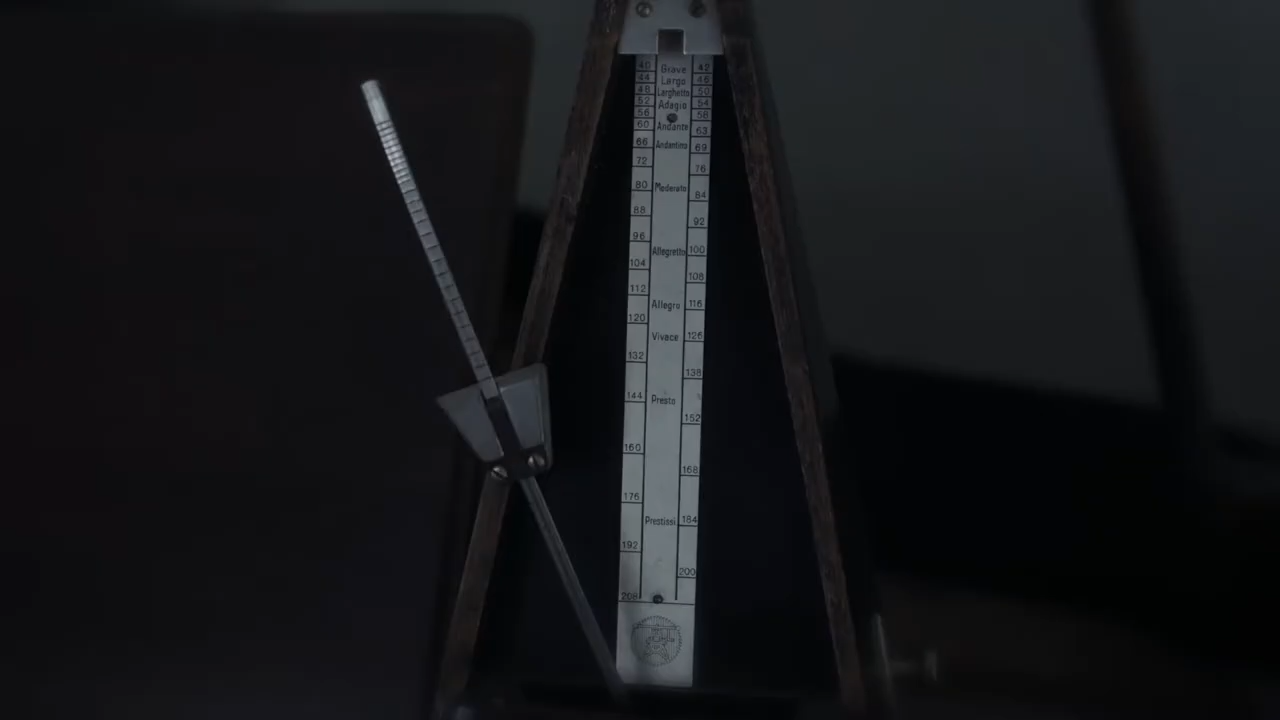 40 Grave 42
44 Largo 46
48 Larghetto 50
52 Adagio 54
56 58
60 Andante 63
66 Andantino 69
72 76
80 Moderato 84
88 92
96 Allegretto 100
104 108
112 Allegro 116
120 Vivace 126
132 138
144 Presto 152
160 168
176 Prestissi 184
192 200
208